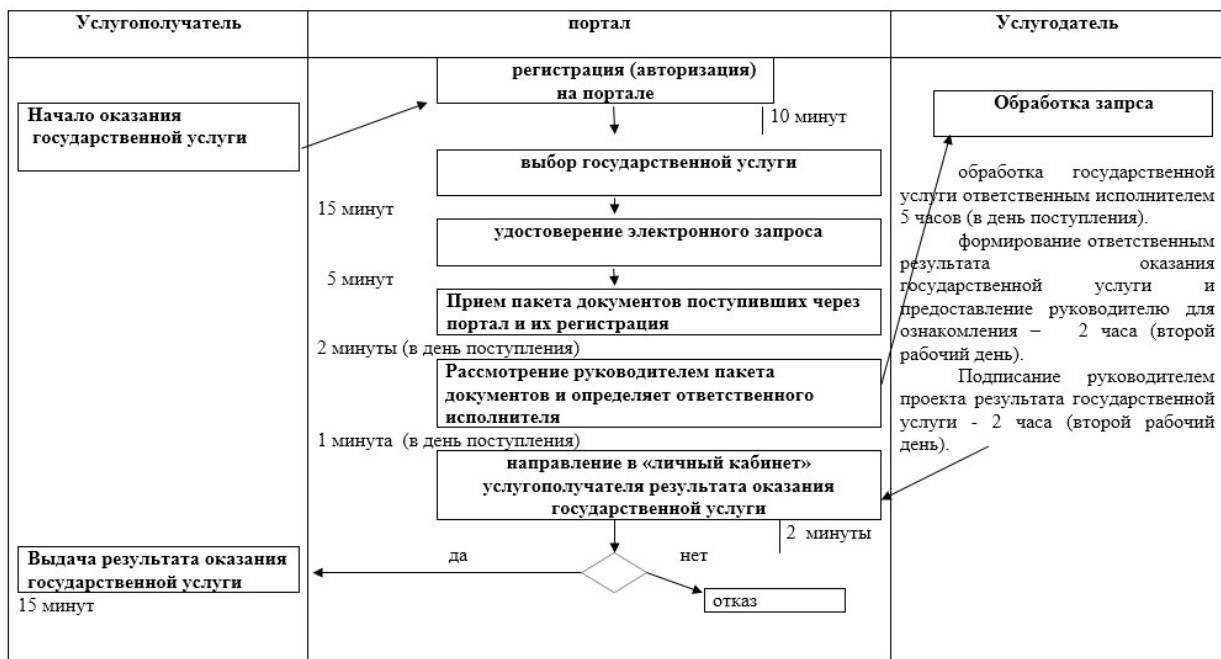 Услугополучатель
портал
Услугодатель
регистрация (авторизация)
на портале
10 минут
Начало оказания
государственной услуги
Обработка запрса
выбор государственной услуги
15 минут
удостоверение электронного запроса
5 минут
Прием пакета документов поступивших через
портал и их регистрация
2 минуты (в день поступления)
Рассмотрение руководителем пакета
документов и определяет ответственного
исполнителя
1 минута (в день поступления)
обработка государственной
услуги ответственным исполнителем
5 часов (в день поступления).
формирование ответственным
результата оказания
государственной услуги и
предоставление руководителю для
ознакомления – 2 часа (второй
рабочий день).
Подписание руководителем
проекта результата государственной
услуги - 2 часа (второй рабочий
день).
направление в «личный кабинет»
услугополучателя результата оказания
государственной услуги
2 минуты
да
нет
Выдача результата оказания
государственной услуги
15 минут
отказ